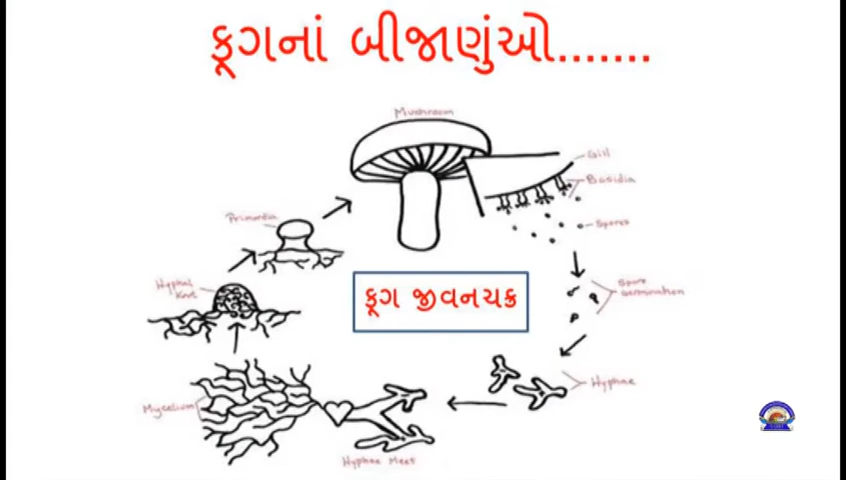 ફૂગનાં બીજાણુંઓ.......
Mushroom
Gill
Basidia
Spores
Primordia
Hyphal
Knot
ફૂગ જીવનચક્ર
Spore
Germination
Hyphae
Mycelium
Hyphae Meet